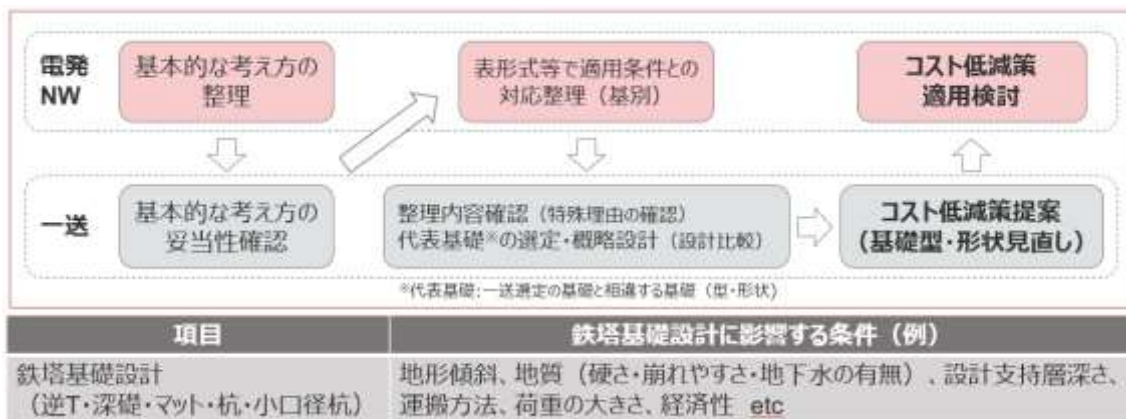 電発
NW
基本的な考え方の
整理
表形式等で適用条件との
対応整理（基別）
コスト低減策
適用検討
一送
基本的な考え方の
妥当性確認
整理内容確認（特殊理由の確認）
代表基礎※の選定・概略設計（設計比較）
コスト低減策提案
（基礎型・形状見直し）
※代表基礎：一送選定の基礎と相違する基礎（型・形状）
項目
鉄塔基礎設計に影響する条件（例）
鉄塔基礎設計
（逆T・深礎・マット・杭・小口径杭）
地形傾斜、地質（硬さ・崩れやすさ・地下水の有無）、設計支持層深さ、
運搬方法、荷重の大きさ、経済性 etc